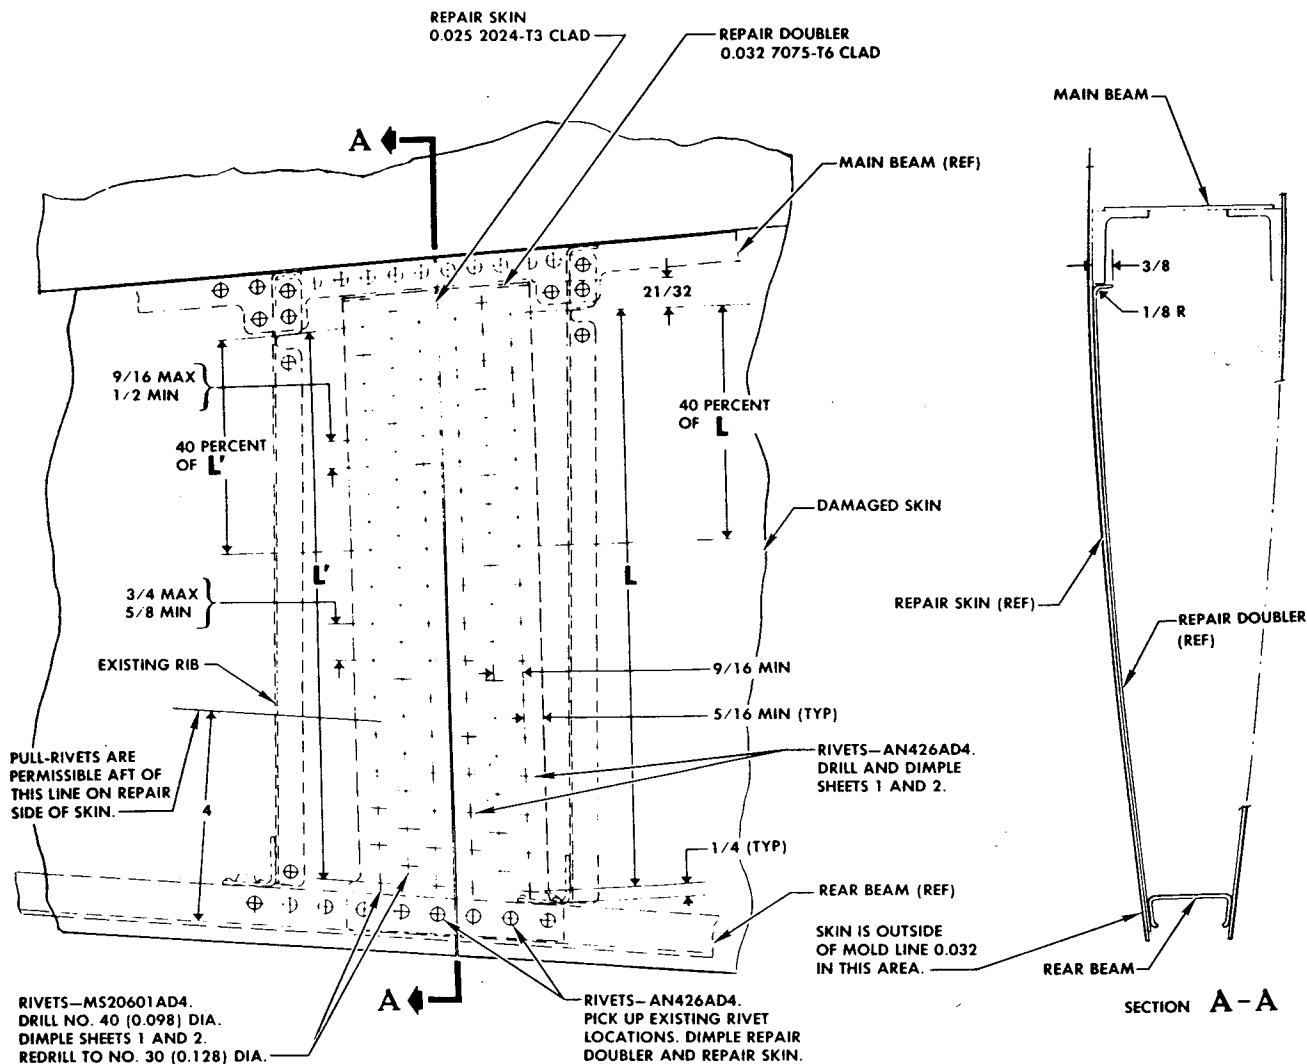 REPAIR SKIN
0.025 2024-T3 CLAD
REPAIR DOUBLER
0.032 7075-T6 CLAD
MAIN BEAM
A
MAIN BEAM (REF)
21/32
3/8
1/8 R
9/16 MAX
1/2 MIN
40 PERCENT
OF L'
40 PERCENT
OF L
DAMAGED SKIN
L'
L
3/4 MAX
5/8 MIN
REPAIR SKIN (REF)
REPAIR DOUBLER
(REF)
EXISTING RIB
9/16 MIN
5/16 MIN (TYP)
PULL-RIVETS ARE
PERMISSIBLE AFT OF
THIS LINE ON REPAIR
SIDE OF SKIN.
4
RIVETS—AN426AD4.
DRILL AND DIMPLE
SHEETS 1 AND 2.
1/4 (TYP)
REAR BEAM (REF)
SKIN IS OUTSIDE
OF MOLD LINE 0.032
IN THIS AREA.
REAR BEAM
SECTION A-A
A
RIVETS—MS20601AD4.
DRILL NO. 40 (0.098) DIA.
DIMPLE SHEETS 1 AND 2.
REDRILL TO NO. 30 (0.128) DIA.
RIVETS—AN426AD4.
PICK UP EXISTING RIVET
LOCATIONS. DIMPLE REPAIR
DOUBLER AND REPAIR SKIN.